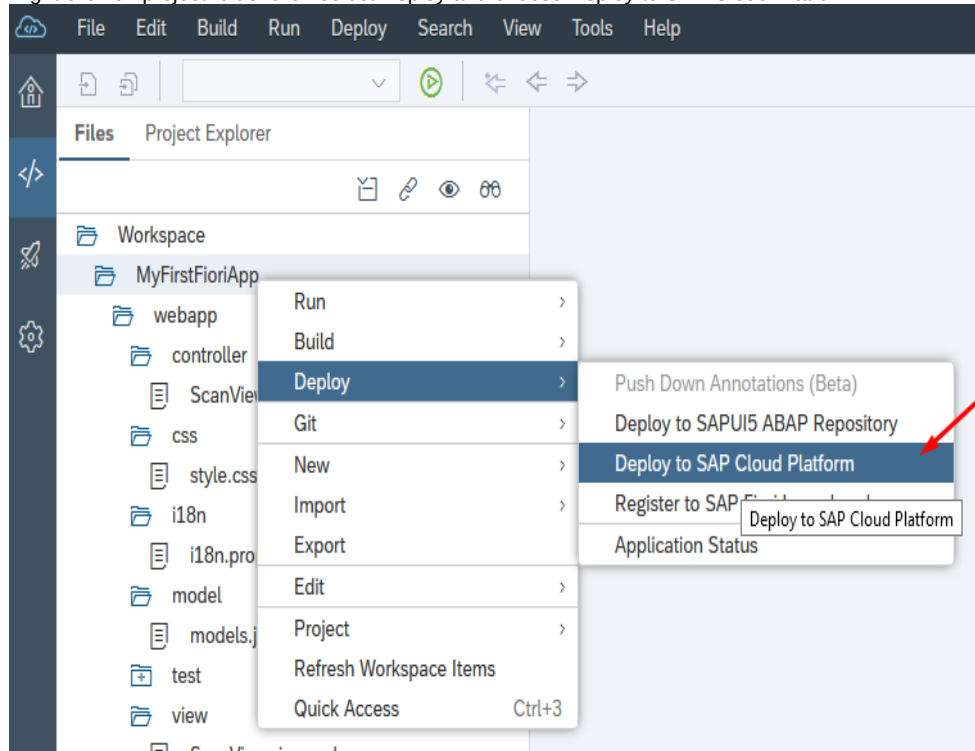 File Edit Build Run Deploy Search View Tools Help
Files Project Explorer
Workspace
MyFirstFioriApp
webapp
controller
css
style.css
i18n
model
test
view
Run
Build
Deploy
Git
New
Import
Export
Edit
Project
Refresh Workspace Items
Quick Access Ctrl+3
Push Down Annotations (Beta)
Deploy to SAPUI5 ABAP Repository
Deploy to SAP Cloud Platform
Register to SAP
Deploy to SAP Cloud Platform
Application Status